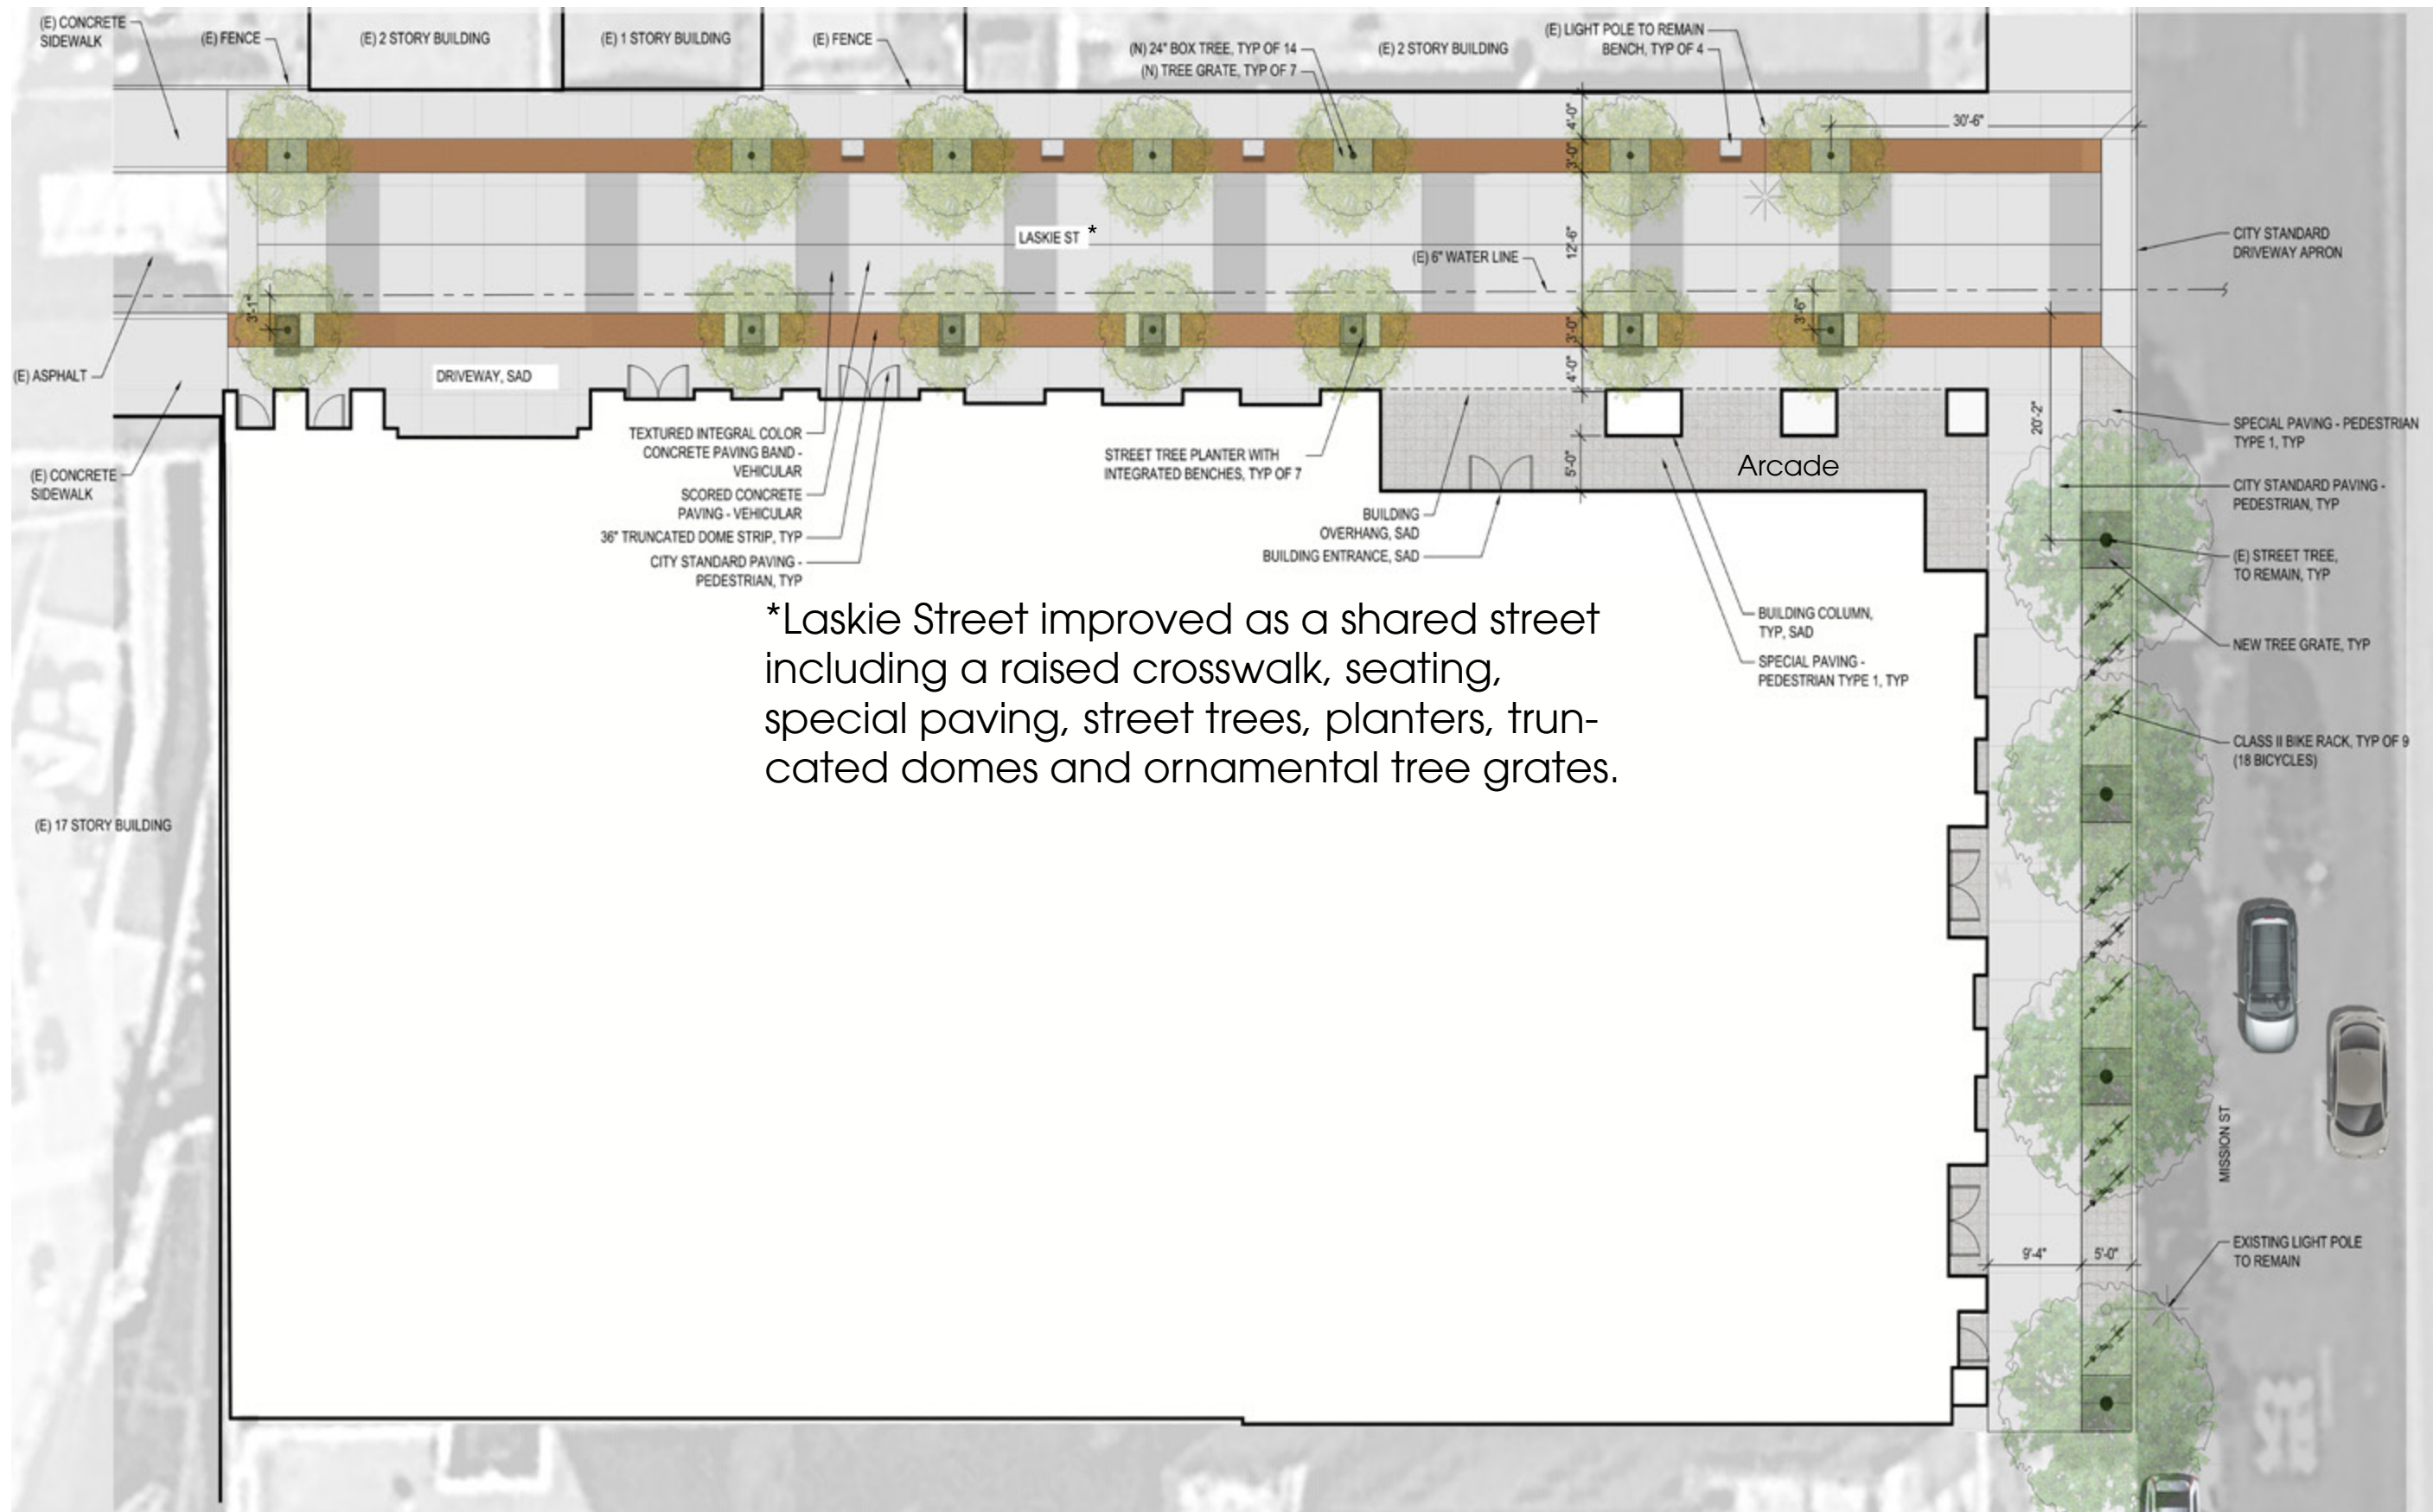 (E) CONCRETE
SIDEWALK
(E) FENCE
(E) 2 STORY BUILDING
(E) 1 STORY BUILDING
(E) FENCE
(N) 24" BOX TREE, TYP OF 14
(N) TREE GRATE, TYP OF 7
(E) 2 STORY BUILDING
(E) LIGHT POLE TO REMAIN
BENCH, TYP OF 4
4'-0"
30'-6"
3'-0"
LASKIE ST *
12'-6"
(E) 6" WATER LINE
CITY STANDARD
DRIVEWAY APRON
3'-1"
3'-6"
3'-0"
(E) ASPHALT
DRIVEWAY, SAD
4'-0"
20'-2"
SPECIAL PAVING - PEDESTRIAN
TYPE 1, TYP
(E) CONCRETE
SIDEWALK
TEXTURED INTEGRAL COLOR
CONCRETE PAVING BAND -
VEHICULAR
SCORED CONCRETE
PAVING - VEHICULAR
36" TRUNCATED DOME STRIP, TYP
CITY STANDARD PAVING -
PEDESTRIAN, TYP
STREET TREE PLANTER WITH
INTEGRATED BENCHES, TYP OF 7
5'-0"
Arcade
BUILDING
OVERHANG, SAD
BUILDING ENTRANCE, SAD
CITY STANDARD PAVING -
PEDESTRIAN, TYP
(E) STREET TREE,
TO REMAIN, TYP
*Laskie Street improved as a shared street
including a raised crosswalk, seating,
special paving, street trees, planters, trun-
cated domes and ornamental tree grates.
BUILDING COLUMN,
TYP, SAD
SPECIAL PAVING -
PEDESTRIAN TYPE 1, TYP
NEW TREE GRATE, TYP
CLASS II BIKE RACK, TYP OF 9
(18 BICYCLES)
(E) 17 STORY BUILDING
MISSION ST
9'-4"
5'-0"
EXISTING LIGHT POLE
TO REMAIN